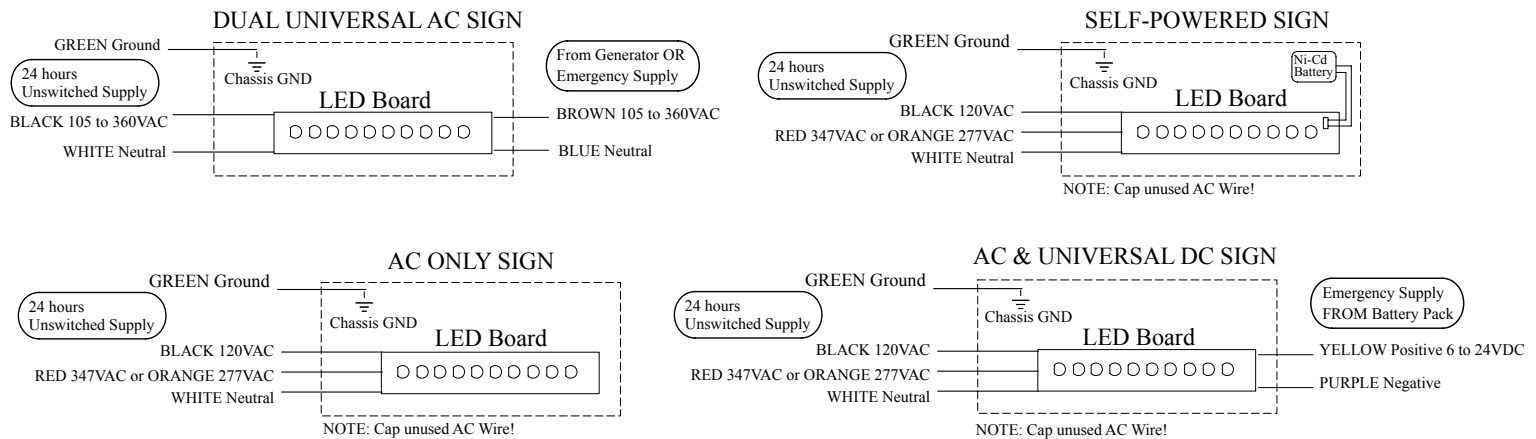 DUAL UNIVERSAL AC SIGN
GREEN Ground
24 hours
Unswitched Supply
Chassis GND
From Generator OR
Emergency Supply
LED Board
BLACK 105 to 360VAC
BROWN 105 to 360VAC
WHITE Neutral
BLUE Neutral
SELF-POWERED SIGN
GREEN Ground
24 hours
Unswitched Supply
Chassis GND
Ni-Cd
Battery
LED Board
BLACK 120VAC
RED 347VAC or ORANGE 277VAC
WHITE Neutral
NOTE: Cap unused AC Wire!
AC ONLY SIGN
GREEN Ground
24 hours
Unswitched Supply
Chassis GND
LED Board
BLACK 120VAC
RED 347VAC or ORANGE 277VAC
WHITE Neutral
NOTE: Cap unused AC Wire!
AC & UNIVERSAL DC SIGN
GREEN Ground
24 hours
Unswitched Supply
Chassis GND
Emergency Supply
FROM Battery Pack
LED Board
BLACK 120VAC
YELLOW Positive 6 to 24VDC
RED 347VAC or ORANGE 277VAC
PURPLE Negative
WHITE Neutral
NOTE: Cap unused AC Wire!